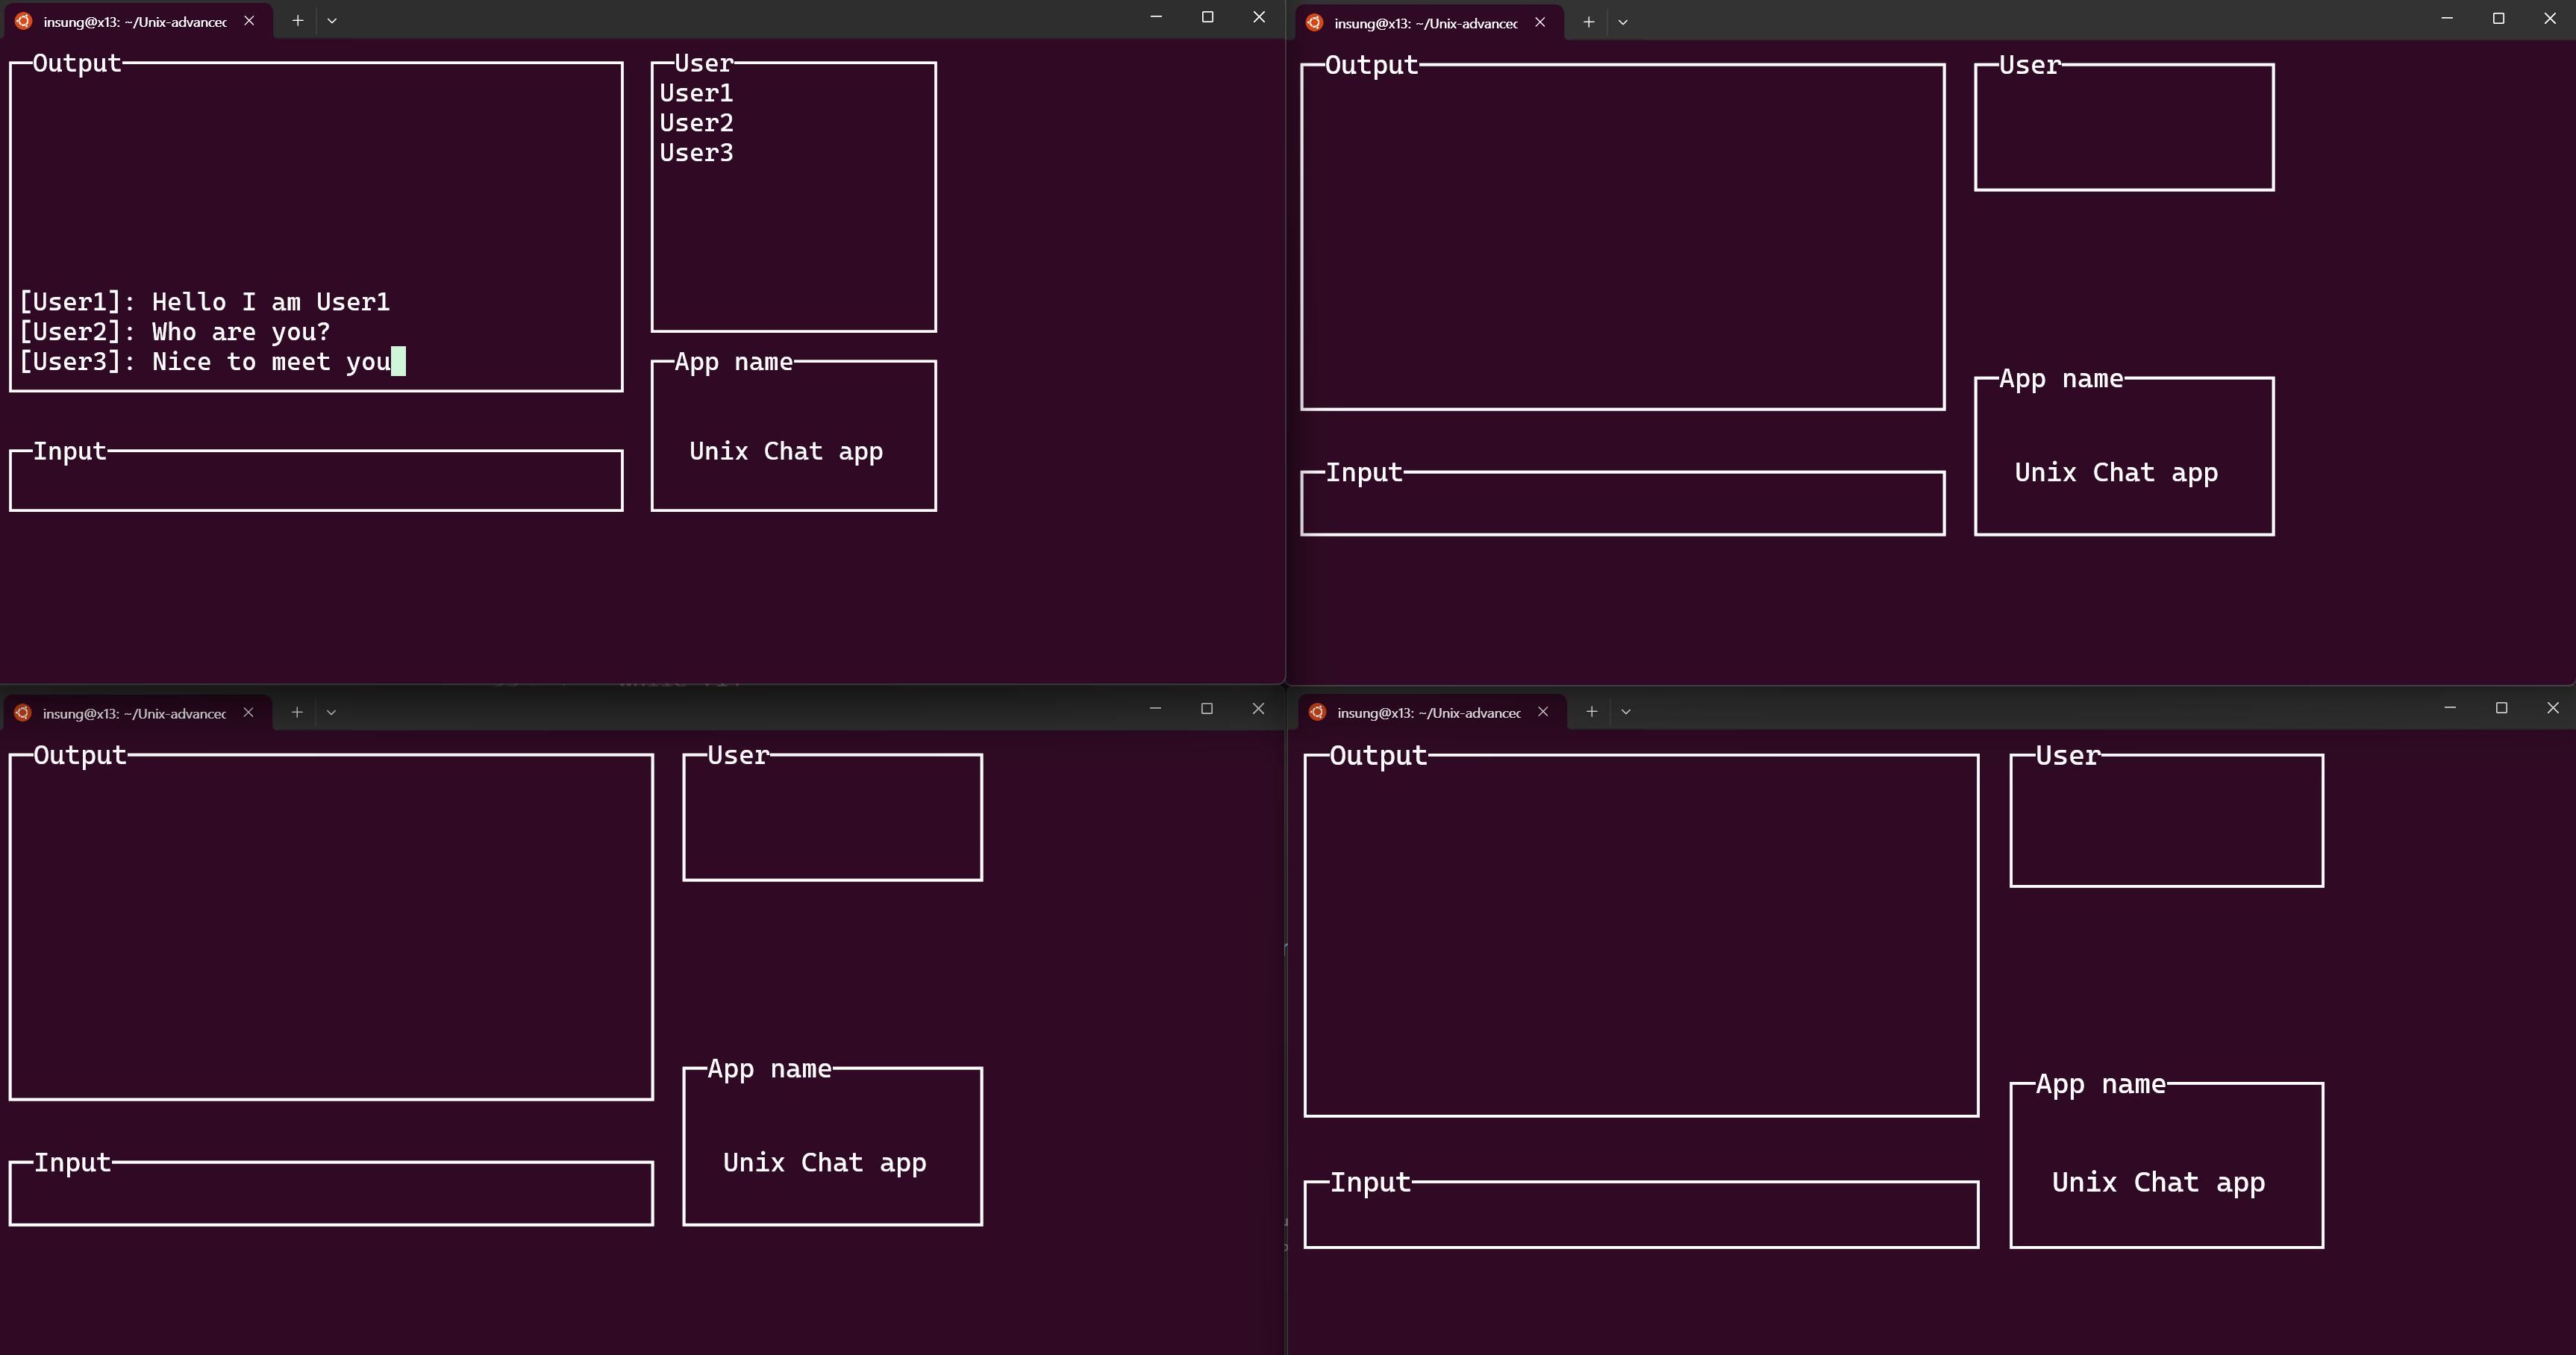 insung@x13: ~/Unix-advanced
Output
User
User1
User2
User3
[User1]: Hello I am User1
[User2]: Who are you?
[User3]: Nice to meet you
App name
Unix Chat app
Input
insung@x13: ~/Unix-advanced
Output
User
App name
Unix Chat app
Input
insung@x13: ~/Unix-advanced
Output
User
App name
Unix Chat app
Input
insung@x13: ~/Unix-advanced
Output
User
App name
Unix Chat app
Input